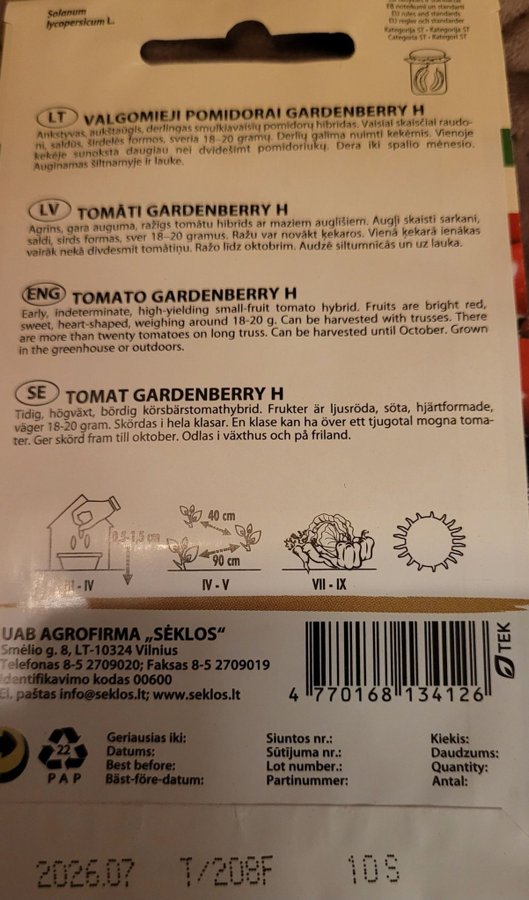 Solanum
lycopersicum L.
EU rules and standards
EU regler och standarder
Kategorija ST - Kategorija ST
Categoria ST - Kategori ST
LT VALGOMIEJI POMIDORAI GARDENBERRY H
Ankstyvas, aukštaūgis, derlingas smulkiavaisių pomidorų hibridas. Vaisiai skaisčiai raudo-
ni, saldūs, širdelės formos, sveria 18-20 gramų. Derlių galima nuimti kekėmis. Vienoje
kekėje sunoksta daugiau nei dvidešimt pomidoriukų. Dera iki spalio mėnesio.
Auginamas šiltnamyje ir lauke.
LV TOMĀTI GARDENBERRY H
Agrīns, gara auguma, ražīgs tomātu hibrīds ar maziem auglīšiem. Augļi skaisti sarkani,
saldi, sirds formas, sver 18-20 gramus. Ražu var novākt ķekaros. Vienā ķekarā ienākas
vairāk nekā divdesmit tomātiņu. Ražo līdz oktobrim. Audzē siltumnīcās un uz lauka.
ENG TOMATO GARDENBERRY H
Early, indeterminate, high-yielding small-fruit tomato hybrid. Fruits are bright red,
sweet, heart-shaped, weighing around 18-20 g. Can be harvested with trusses. There
are more than twenty tomatoes on long truss. Can be harvested until October. Grown
in the greenhouse or outdoors.
SE TOMAT GARDENBERRY H
Tidig, högväxt, bördig körsbärstomathybrid. Frukter är ljusröda, söta, hjärtformade,
väger 18-20 gram. Skördas i hela klasar. En klase kan ha över ett tjugotal mogna toma-
ter. Ger skörd fram till oktober. Odlas i växthus och på friland.
40 cm
0,5-1,5 cm
90 cm
III - IV
IV - V
VII - IX
UAB AGROFIRMA „SĖKLOS“
Smėlio g. 8, LT-10324 Vilnius
Telefonas 8-5 2709020; Faksas 8-5 2709019
Identifikavimo kodas 00600
El. paštas info@seklos.lt; www.seklos.lt
4 770168 134126
TEK
22
PAP
Geriausias iki:
Datums:
Best before:
Bäst-före-datum:
Siuntos nr.:
Sūtījuma nr.:
Lot number.:
Partinummer:
Kiekis:
Daudzums:
Quantity:
Antal:
2026.07 T/208F 10S